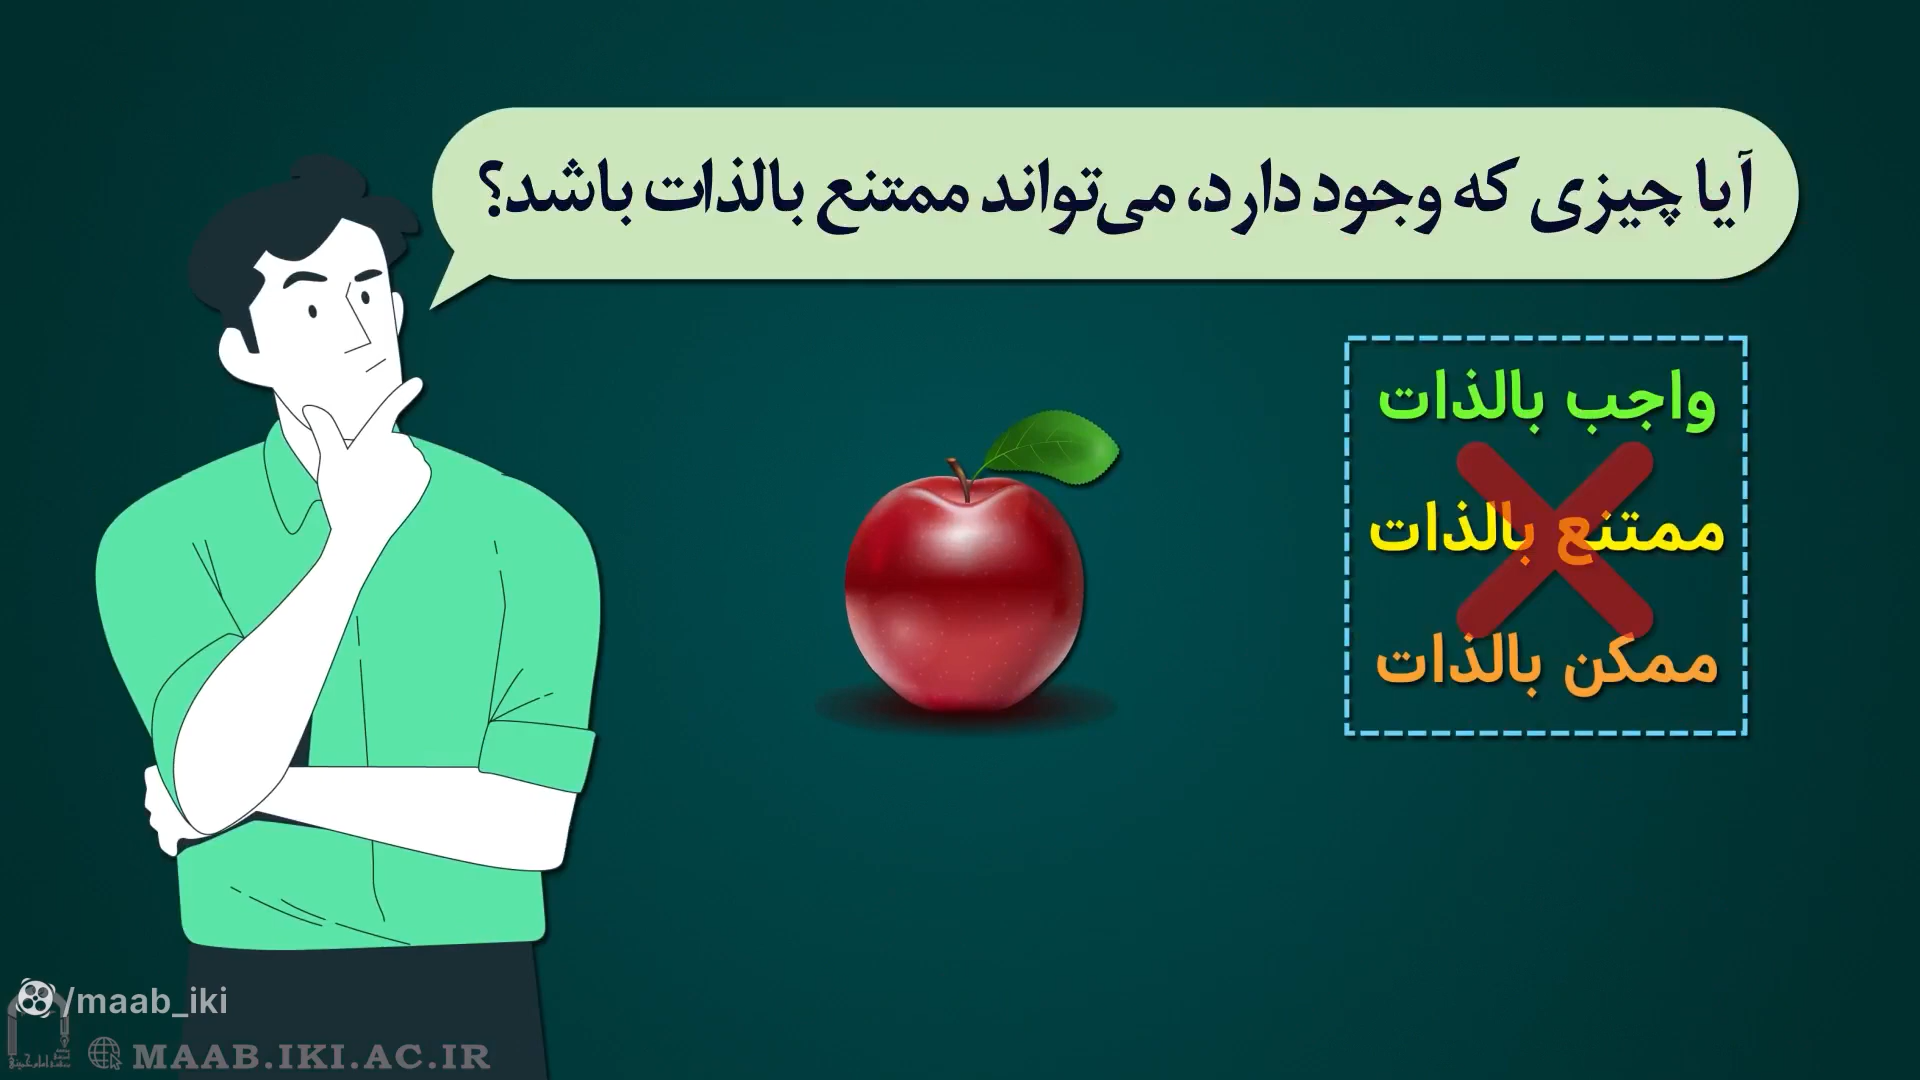 آیا چیزی که وجود دارد، می‌تواند ممتنع بالذات باشد؟
واجب بالذات
ممتنع بالذات
ممکن بالذات
/maab_iki
MAAB.IKI.AC.IR